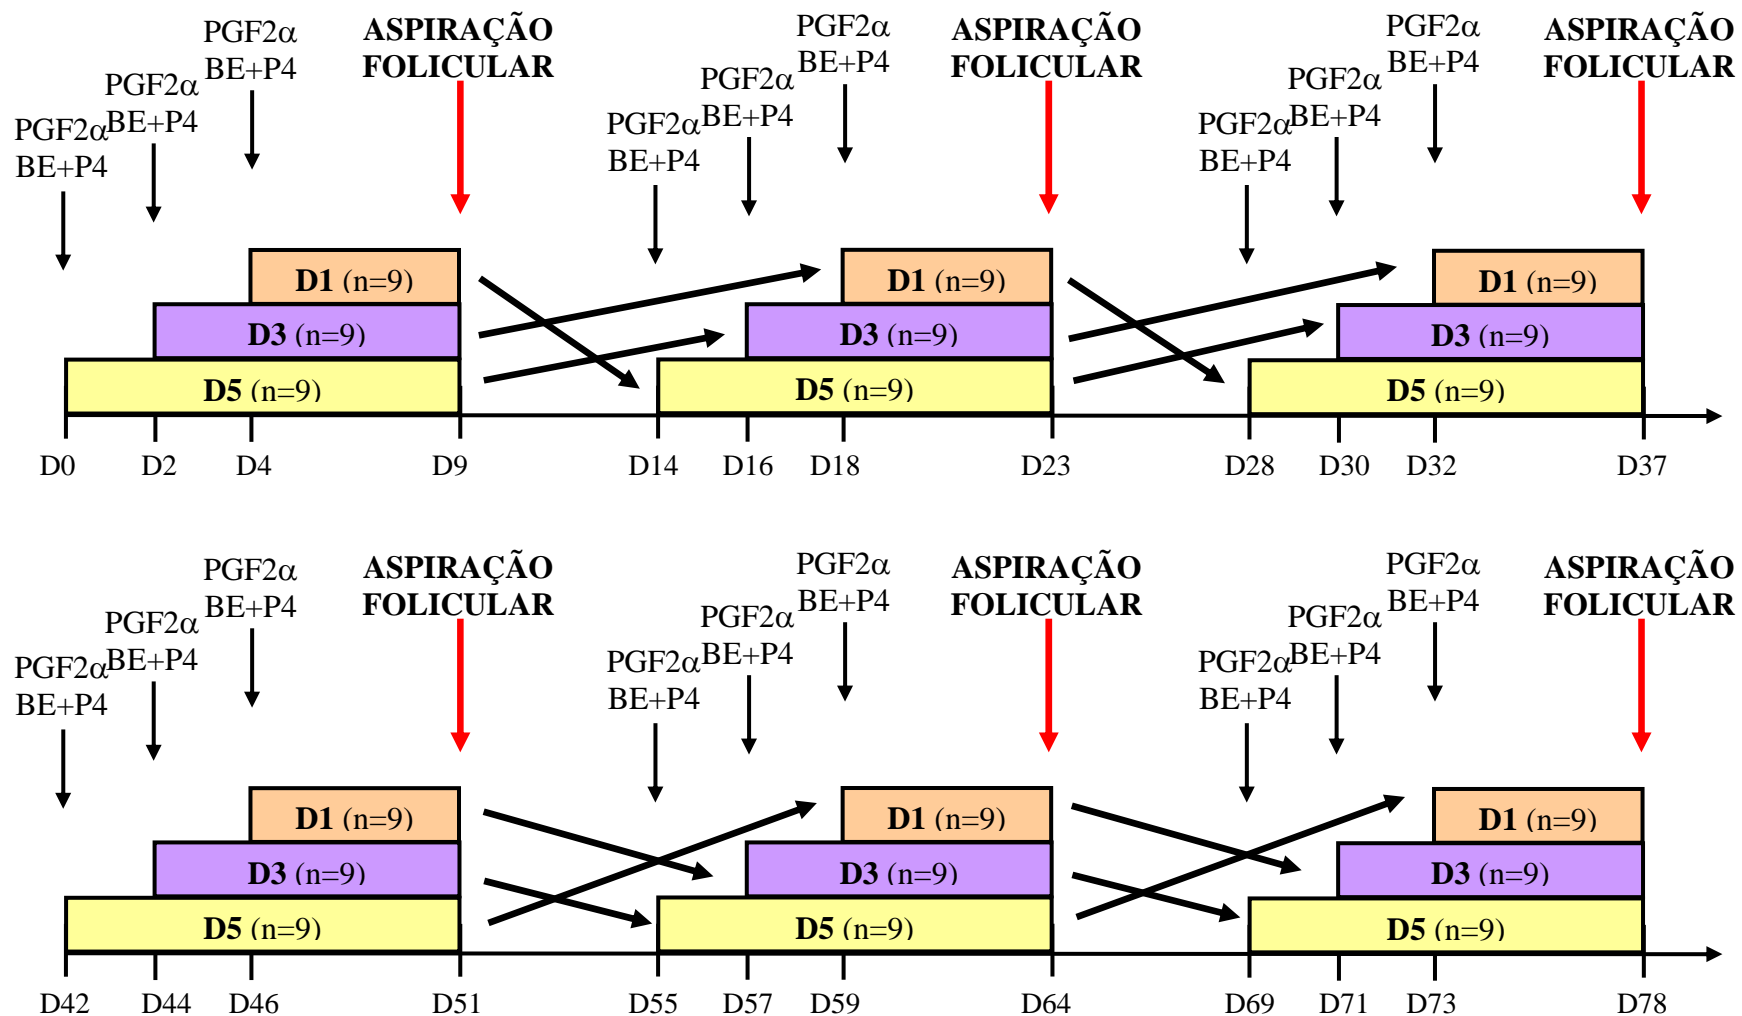 PGF2α
BE+P4
PGF2α
BE+P4
PGF2α
BE+P4
ASPIRAÇÃO
FOLICULAR
PGF2α
BE+P4
PGF2α
BE+P4
PGF2α
BE+P4
ASPIRAÇÃO
FOLICULAR
PGF2α
BE+P4
PGF2α
BE+P4
PGF2α
BE+P4
ASPIRAÇÃO
FOLICULAR
D1 (n=9)
D3 (n=9)
D5 (n=9)
D1 (n=9)
D3 (n=9)
D5 (n=9)
D1 (n=9)
D3 (n=9)
D5 (n=9)
D0 D2 D4 D9 D14 D16 D18 D23 D28 D30 D32 D37
PGF2α
BE+P4
PGF2α
BE+P4
PGF2α
BE+P4
ASPIRAÇÃO
FOLICULAR
PGF2α
BE+P4
PGF2α
BE+P4
PGF2α
BE+P4
ASPIRAÇÃO
FOLICULAR
PGF2α
BE+P4
PGF2α
BE+P4
PGF2α
BE+P4
ASPIRAÇÃO
FOLICULAR
D1 (n=9)
D3 (n=9)
D5 (n=9)
D1 (n=9)
D3 (n=9)
D5 (n=9)
D1 (n=9)
D3 (n=9)
D5 (n=9)
D42 D44 D46 D51 D55 D57 D59 D64 D69 D71 D73 D78